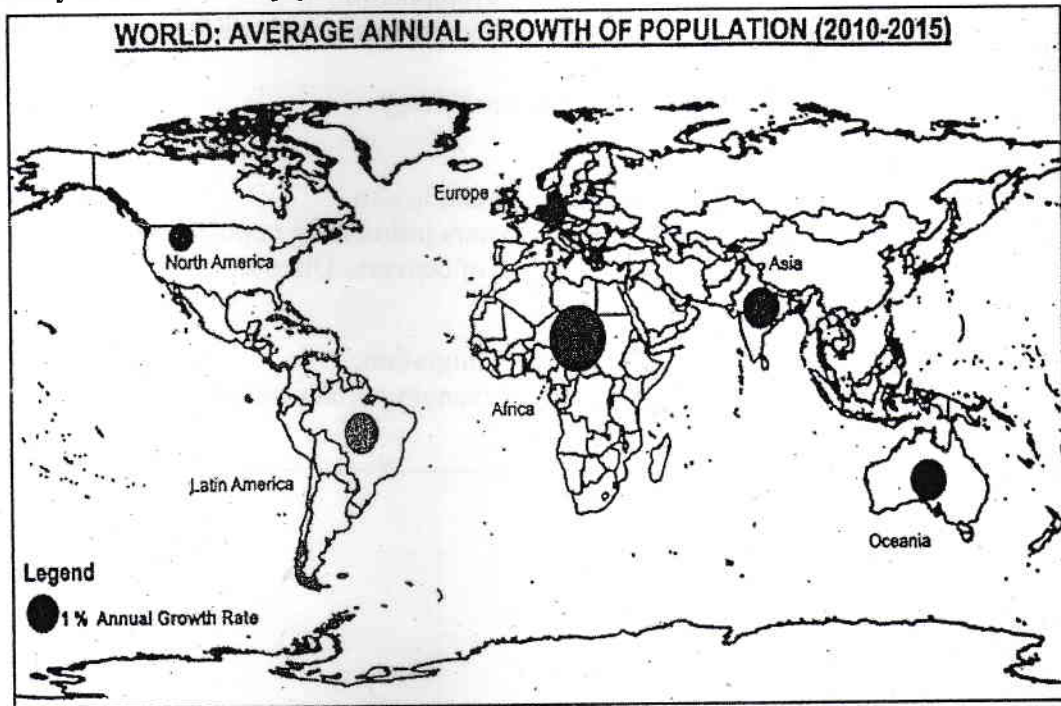 WORLD: AVERAGE ANNUAL GROWTH OF POPULATION (2010-2015)
Europe
North America
Asia
Africa
Latin America
Oceania
Legend
1 % Annual Growth Rate